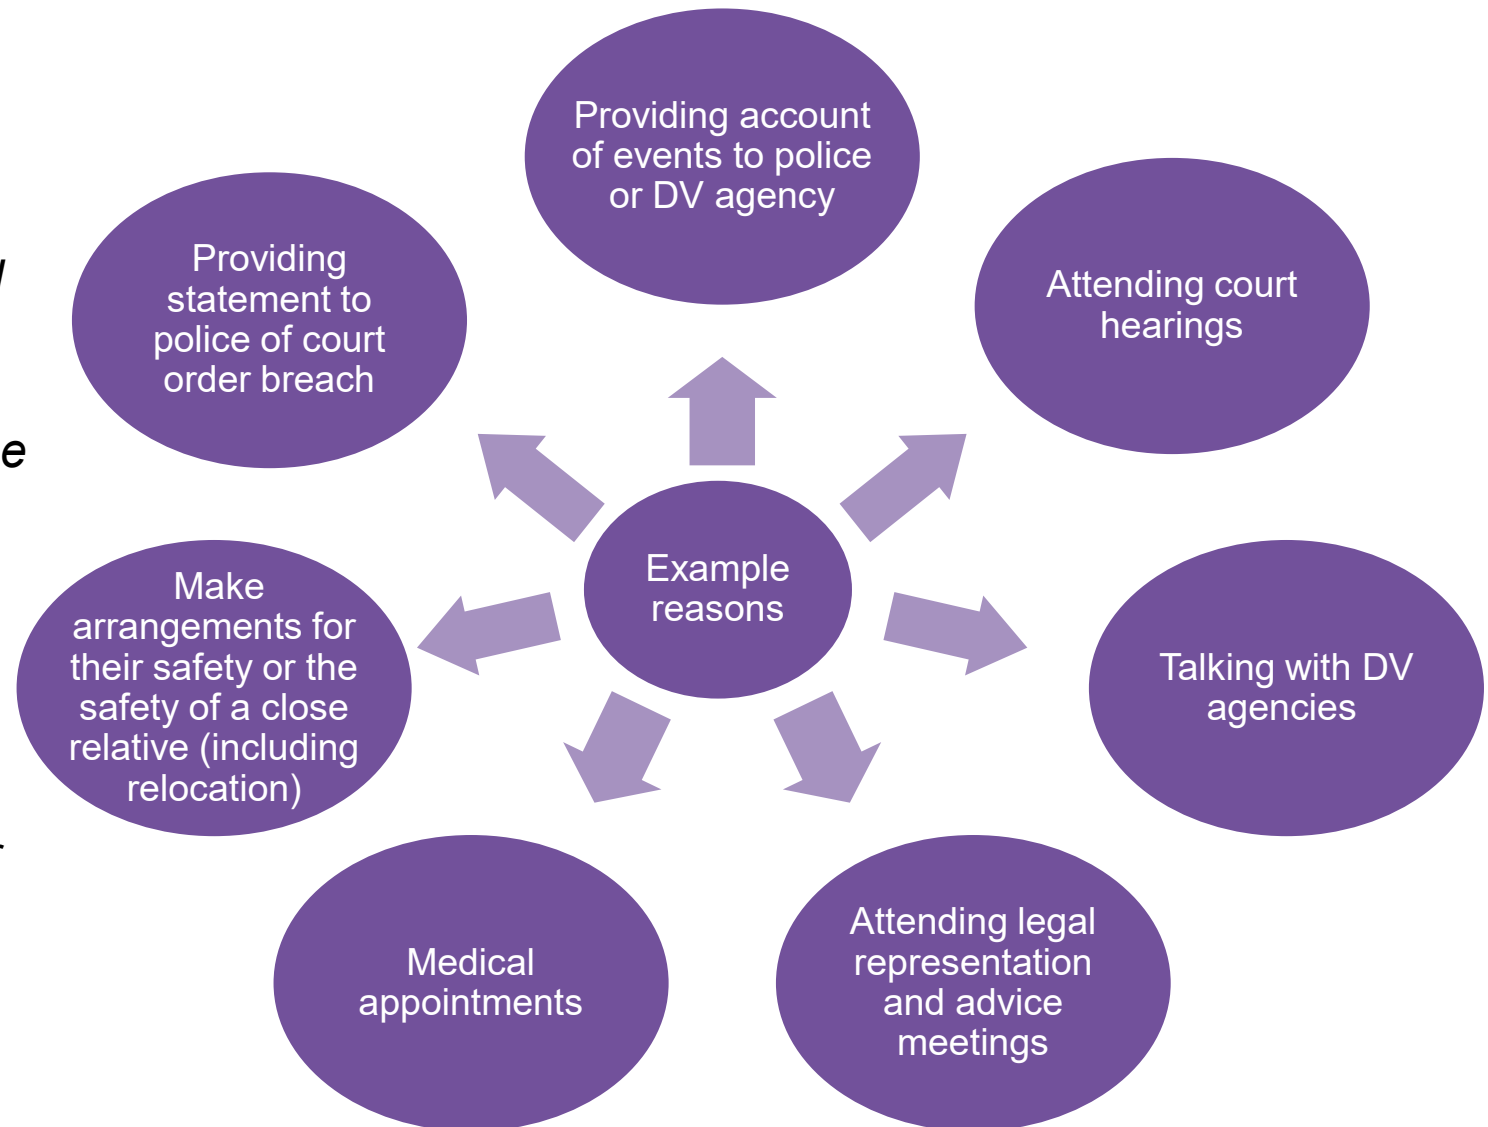 Providing account
of events to police
or DV agency
Attending court
hearings
Talking with DV
agencies
Attending legal
representation
and advice
meetings
Medical
appointments
Make
arrangements for
their safety or the
safety of a close
relative (including
relocation)
Providing
statement to
police of court
order breach
Example
reasons
e